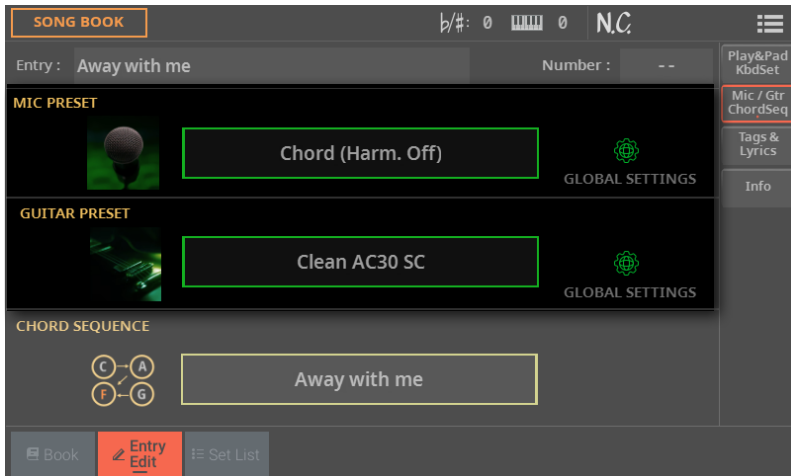 SONG BOOK
♭/#: 0 0 N.C.
Entry : Away with me Number : --
Play&Pad
KbdSet
MIC PRESET
Mic / Gtr
ChordSeq
Chord (Harm. Off)
Tags &
Lyrics
GLOBAL SETTINGS
Info
GUITAR PRESET
Clean AC30 SC
GLOBAL SETTINGS
CHORD SEQUENCE
C A
F G
Away with me
Book
Entry
Edit
Set List